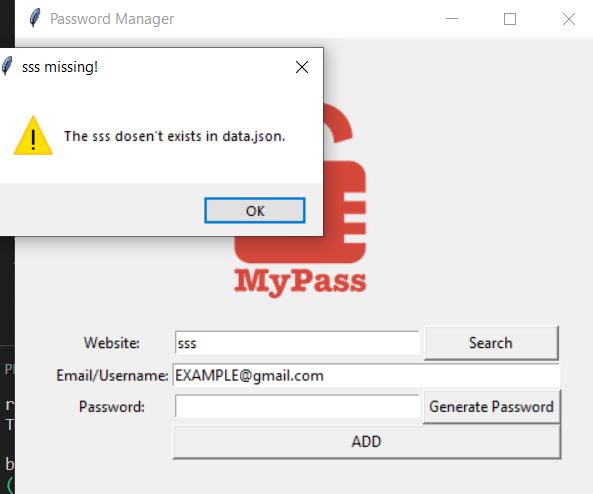 Password Manager
sss missing!
The sss dosen't exists in data.json.
OK
MyPass
Website:
sss
Search
Email/Username:
EXAMPLE@gmail.com
Password:
Generate Password
ADD